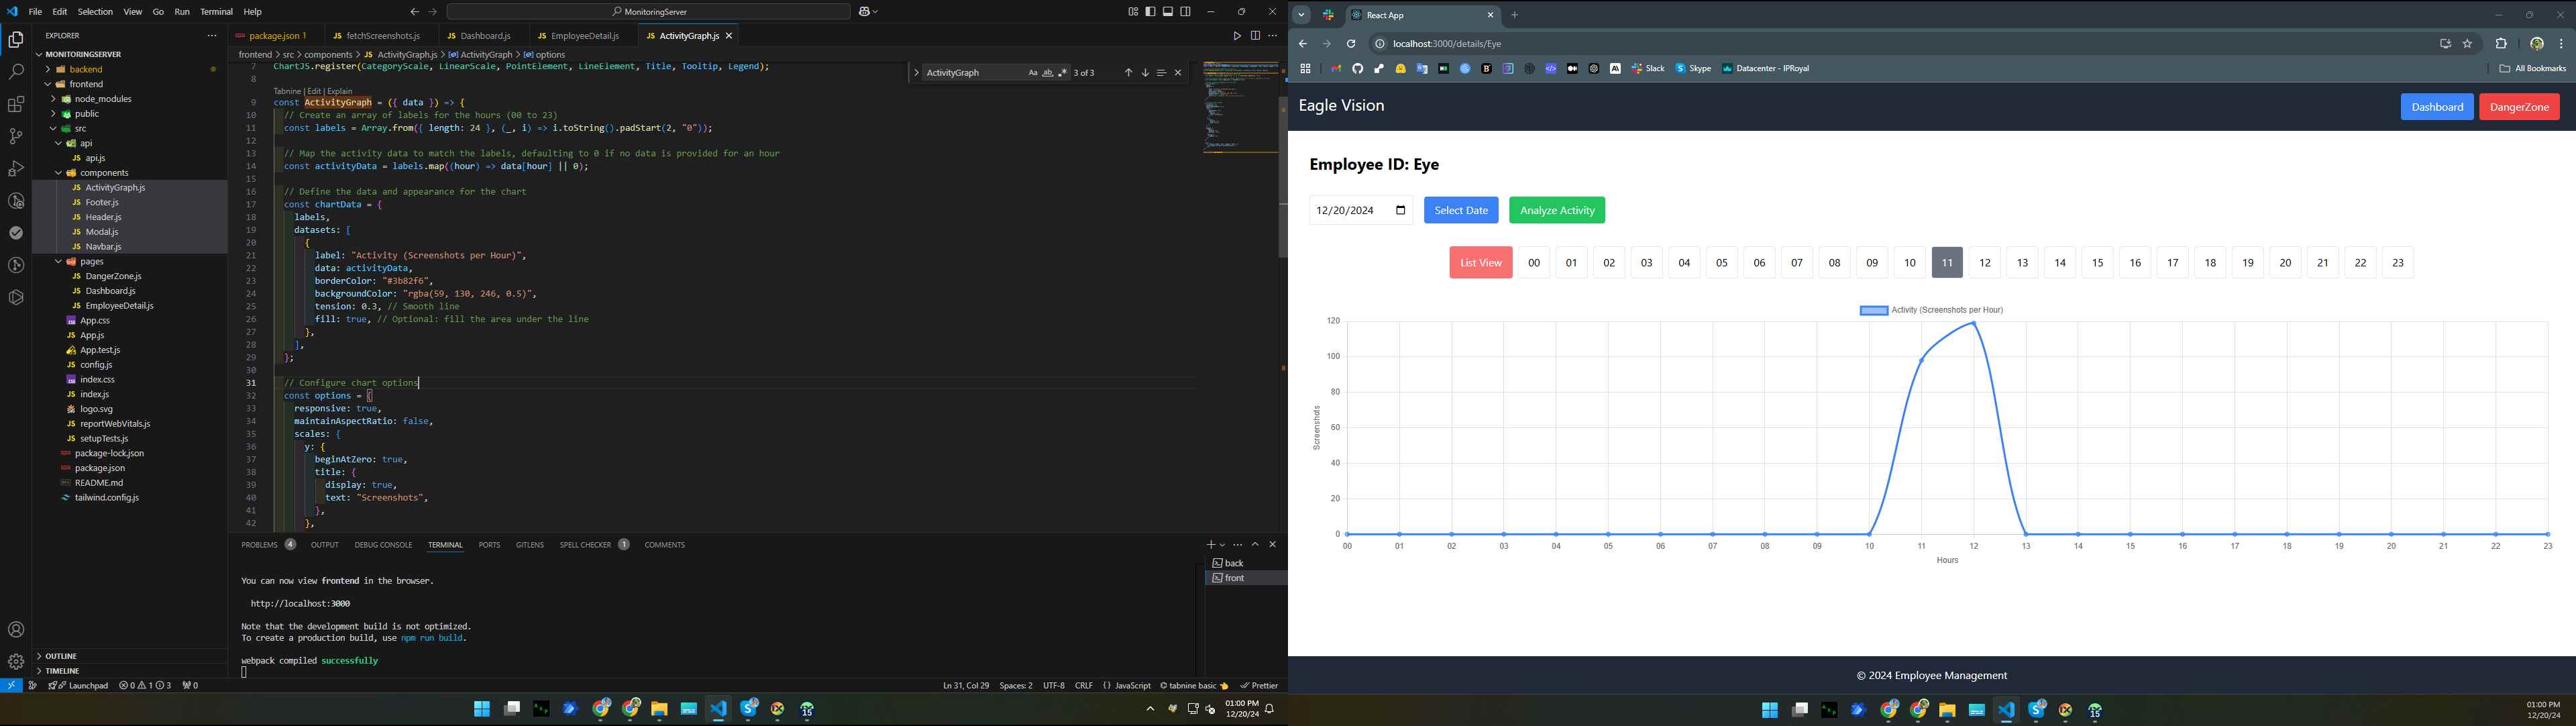 File Edit Selection View Go Run Terminal Help
MonitoringServer
EXPLORER
MONITORINGSERVER
backend
frontend
node_modules
public
src
api
api.js
components
ActivityGraph.js
Footer.js
Header.js
Modal.js
Navbar.js
pages
DangerZone.js
Dashboard.js
EmployeeDetail.js
App.css
App.js
App.test.js
config.js
index.css
index.js
logo.svg
reportWebVitals.js
setupTests.js
package-lock.json
package.json
README.md
tailwind.config.js
OUTLINE
TIMELINE
package.json 1 fetchScreenshots.js Dashboard.js EmployeeDetail.js ActivityGraph.js
frontend > src > components > ActivityGraph.js > ActivityGraph > options
ActivityGraph Aa ab 3 of 3
7 ChartJS.register(CategoryScale, LinearScale, PointElement, LineElement, Title, Tooltip, Legend);
8
Tabnine | Edit | Explain
9 const ActivityGraph = ({ data }) => {
10 // Create an array of labels for the hours (00 to 23)
11 const labels = Array.from({ length: 24 }, (_, i) => i.toString().padStart(2, "0"));
12
13 // Map the activity data to match the labels, defaulting to 0 if no data is provided for an hour
14 const activityData = labels.map((hour) => data[hour] || 0);
15
16 // Define the data and appearance for the chart
17 const chartData = {
18 labels,
19 datasets: [
20 {
21 label: "Activity (Screenshots per Hour)",
22 data: activityData,
23 borderColor: "#3b82f6",
24 backgroundColor: "rgba(59, 130, 246, 0.5)",
25 tension: 0.3, // Smooth line
26 fill: true, // Optional: fill the area under the line
27 },
28 ],
29 };
30
31 // Configure chart options
32 const options = {
33 responsive: true,
34 maintainAspectRatio: false,
35 scales: {
36 y: {
37 beginAtZero: true,
38 title: {
39 display: true,
40 text: "Screenshots",
41 },
42 },
PROBLEMS 4 OUTPUT DEBUG CONSOLE TERMINAL PORTS GITLENS SPELL CHECKER 1 COMMENTS
You can now view frontend in the browser.
http://localhost:3000
Note that the development build is not optimized.
To create a production build, use npm run build.
webpack compiled successfully
back
front
Launchpad 0 1 3 0
Ln 31, Col 29 Spaces: 2 UTF-8 CRLF {} JavaScript tabnine basic Prettier
01:00 PM
12/20/24
React App
localhost:3000/details/Eye
Slack Skype Datacenter - IPRoyal All Bookmarks
Eagle Vision
Dashboard DangerZone
Employee ID: Eye
12/20/2024 Select Date Analyze Activity
List View 00 01 02 03 04 05 06 07 08 09 10 11 12 13 14 15 16 17 18 19 20 21 22 23
Activity (Screenshots per Hour)
120
100
80
60
40
20
0
Screenshots
00 01 02 03 04 05 06 07 08 09 10 11 12 13 14 15 16 17 18 19 20 21 22 23
Hours
© 2024 Employee Management
01:00 PM
12/20/24